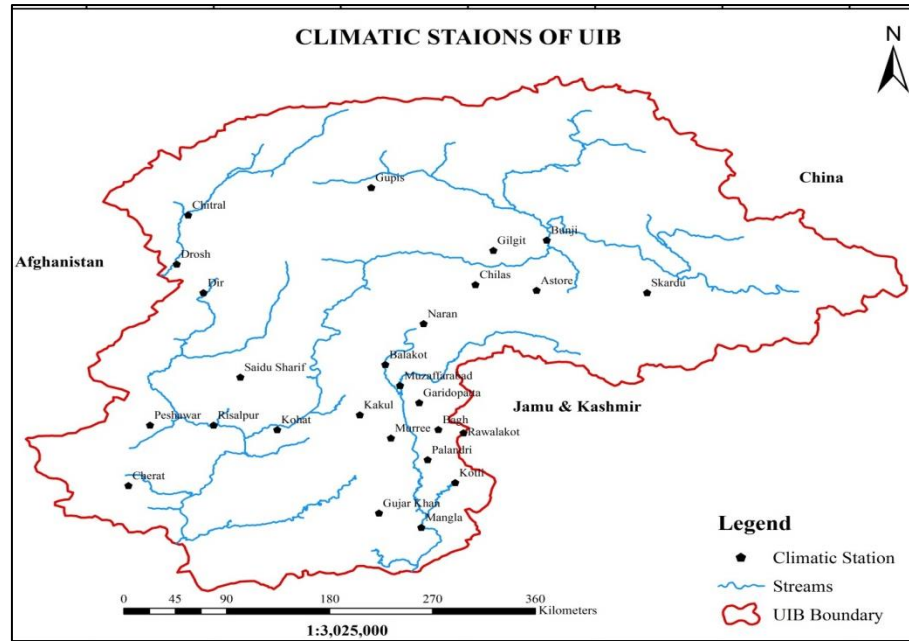 CLIMATIC STAIONS OF UIB
N
Gupis
China
Chitral
Gilgit
Bunji
Drosh
Afghanistan
Chilas
Astore
Skardu
Dir
Naran
Balakot
Saidu Sharif
Muzaffarabad
Garidopatta
Jamu & Kashmir
Peshawar
Risalpur
Kohat
Kakul
Bagh
Rawalakot
Murree
Palandri
Cherat
Kotli
Gujar Khan
Mangla
Legend
Climatic Station
Streams
UIB Boundary
0 45 90 180 270 360
Kilometers
1:3,025,000